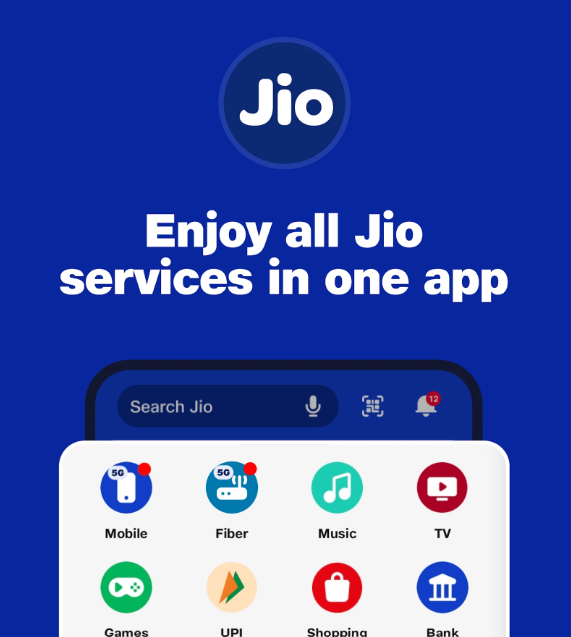 Jio
Enjoy all Jio
services in one app
Search Jio
12
5G
5G
Mobile
Fiber
Music
TV
Games
UPI
Shopping
Bank